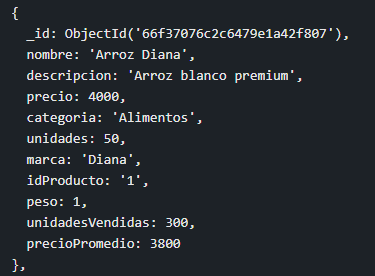 {
_id: ObjectId('66f37076c2c6479e1a42f807'),
nombre: 'Arroz Diana',
descripcion: 'Arroz blanco premium',
precio: 4000,
categoria: 'Alimentos',
unidades: 50,
marca: 'Diana',
idProducto: '1',
peso: 1,
unidadesVendidas: 300,
precioPromedio: 3800
},